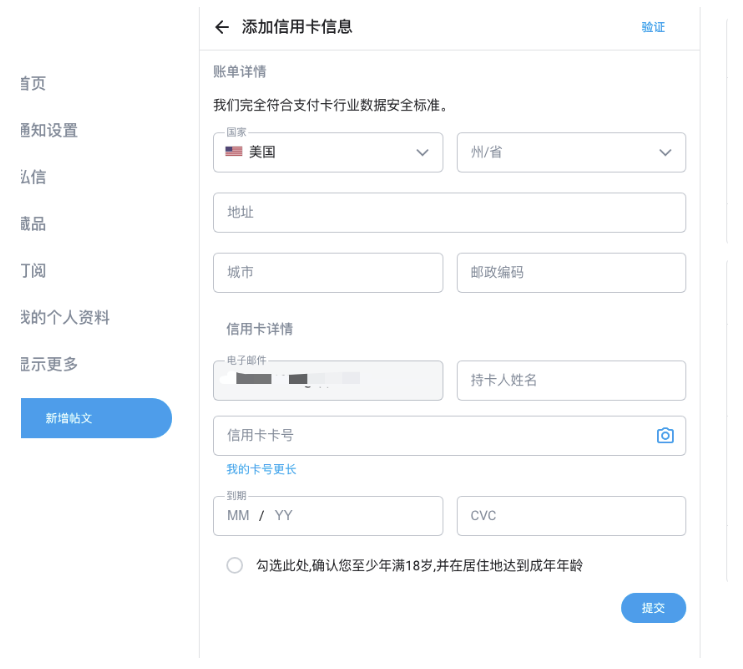 添加信用卡信息
验证
首页
通知设置
私信
藏品
订阅
我的个人资料
显示更多
新增帖文
账单详情
我们完全符合支付卡行业数据安全标准。
国家
美国
州/省
地址
城市
邮政编码
信用卡详情
电子邮件
持卡人姓名
信用卡卡号
我的卡号更长
到期
MM / YY
CVC
勾选此处,确认您至少年满18岁,并在居住地达到成年年龄
提交